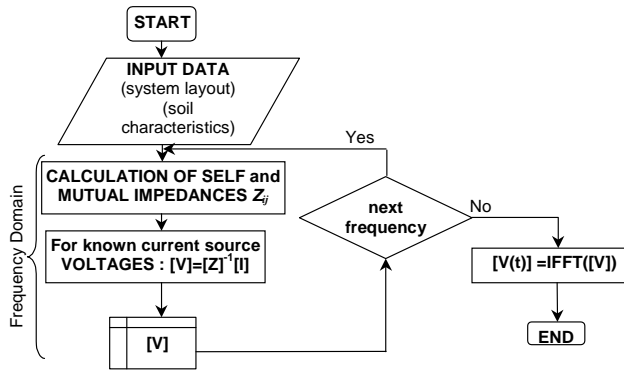 START
INPUT DATA
(system layout)
(soil
characteristics)
Yes
CALCULATION OF SELF and
MUTUAL IMPEDANCES Zij
For known current source
VOLTAGES : [V]=[Z]-1[I]
[V]
Frequency Domain
next
frequency
No
[V(t)] =IFFT([V])
END